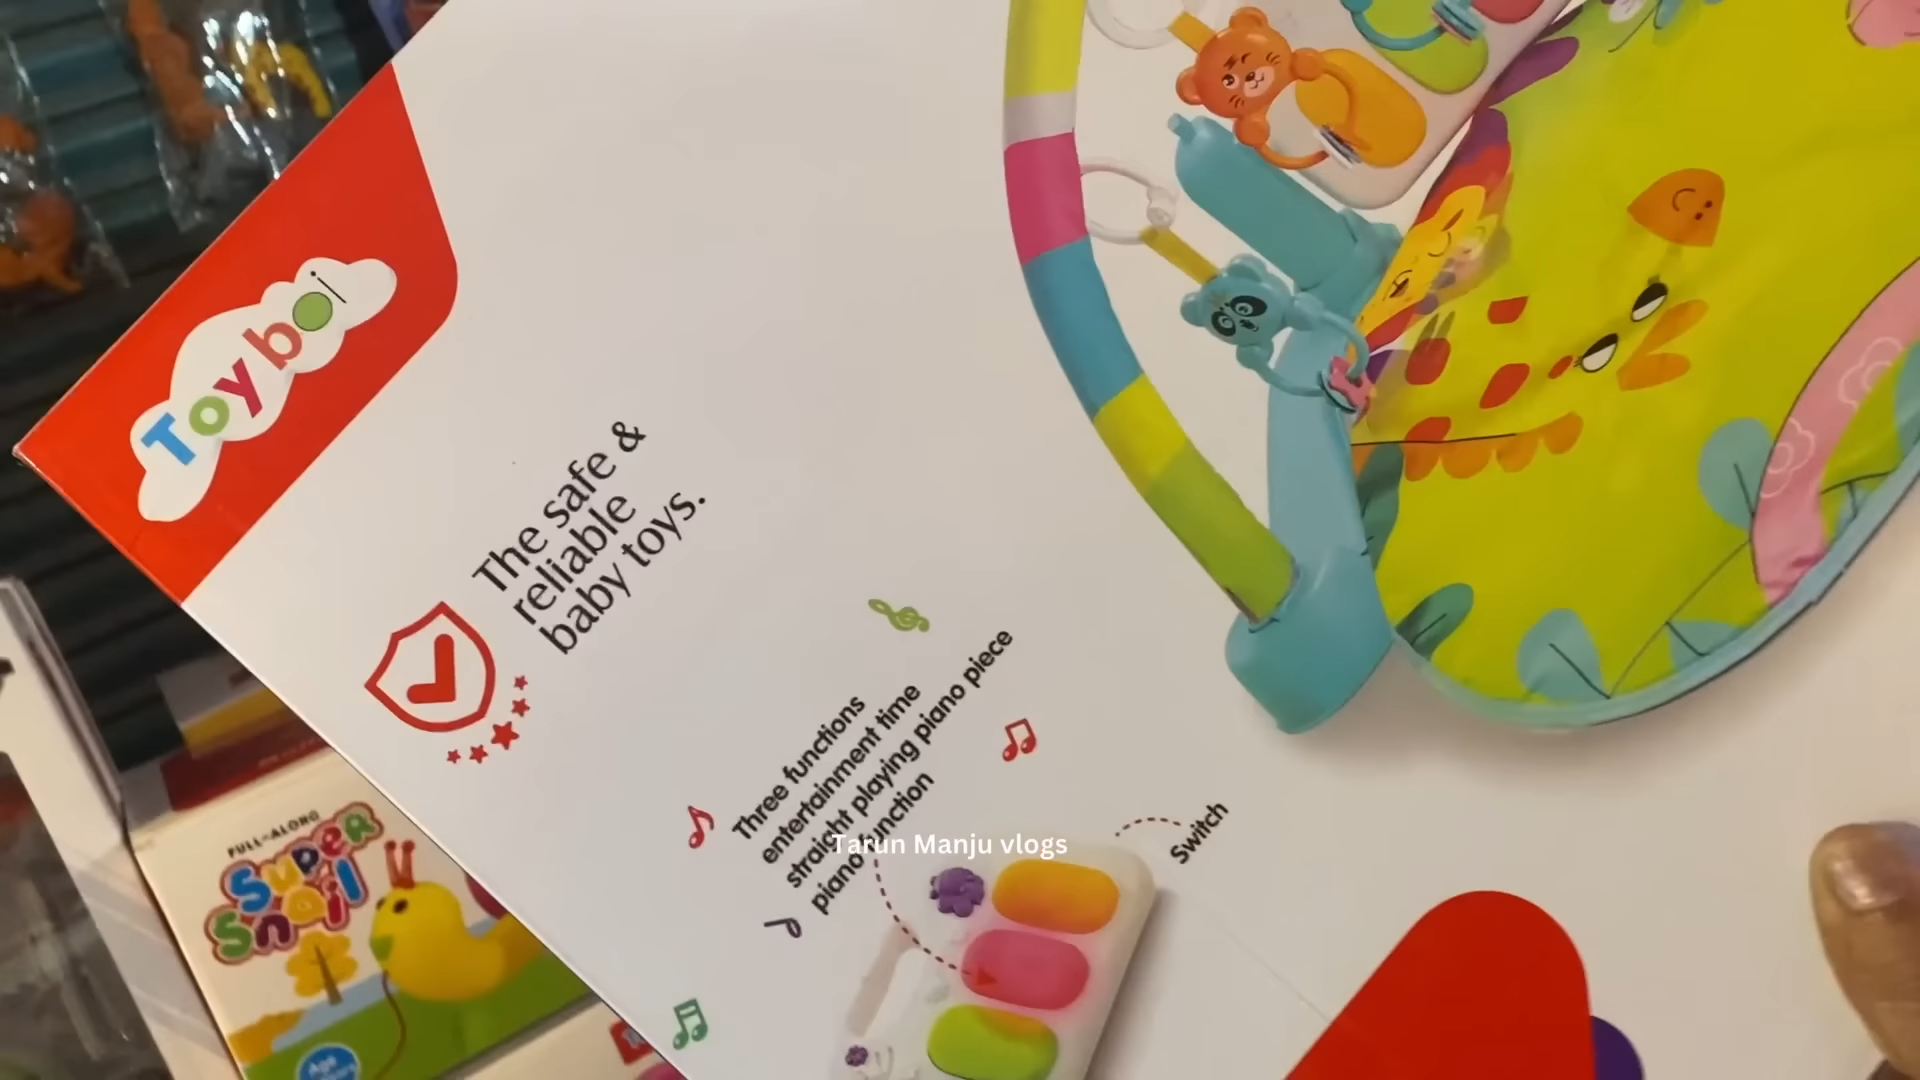 Toyboi
The safe &
reliable
baby toys.
Three functions
entertainment time
straight playing piano piece
piano function
Switch
Tarun Manju vlogs
PULL-ALONG
Super
Snail
Age